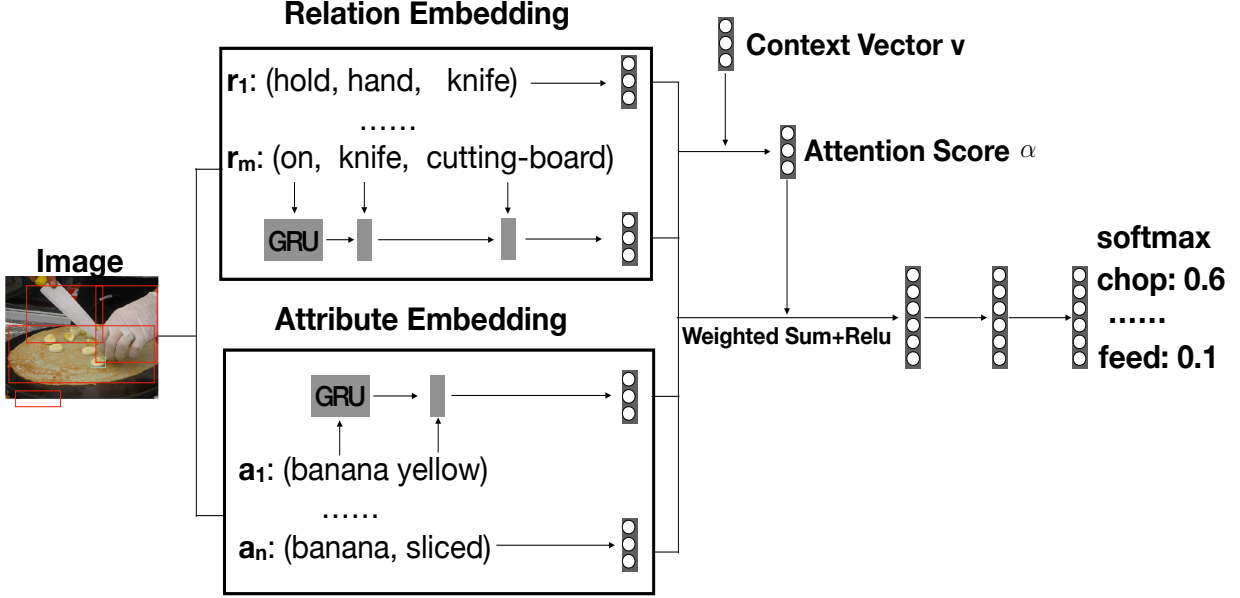 Relation Embedding
r1: (hold, hand, knife)
......
rm: (on, knife, cutting-board)
GRU
Context Vector v
Attention Score α
Image
Attribute Embedding
GRU
a1: (banana yellow)
......
an: (banana, sliced)
Weighted Sum+Relu
softmax
chop: 0.6
......
feed: 0.1